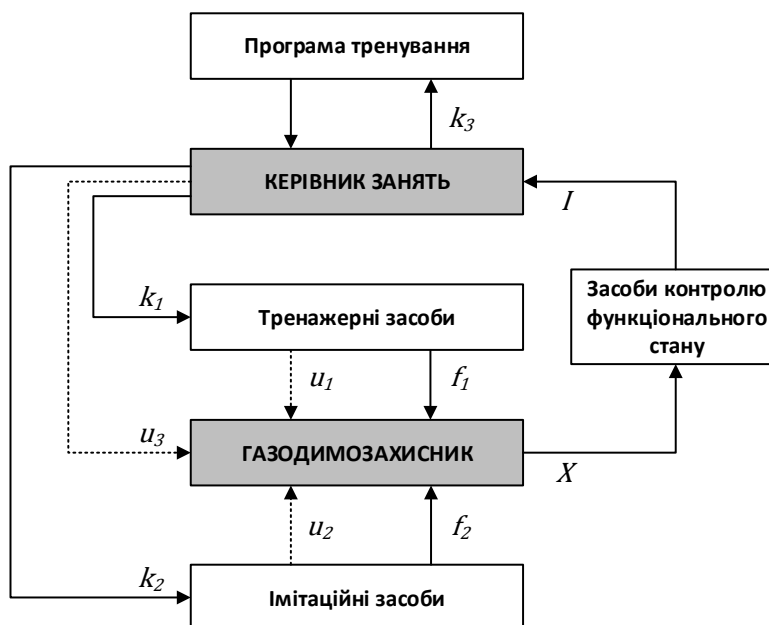 Програма тренування
k3
КЕРІВНИК ЗАНЯТЬ
I
k1
Тренажерні засоби
Засоби контролю
функціонального
стану
u1
f1
u3
ГАЗОДИМОЗАХИСНИК
X
u2
f2
k2
Імітаційні засоби